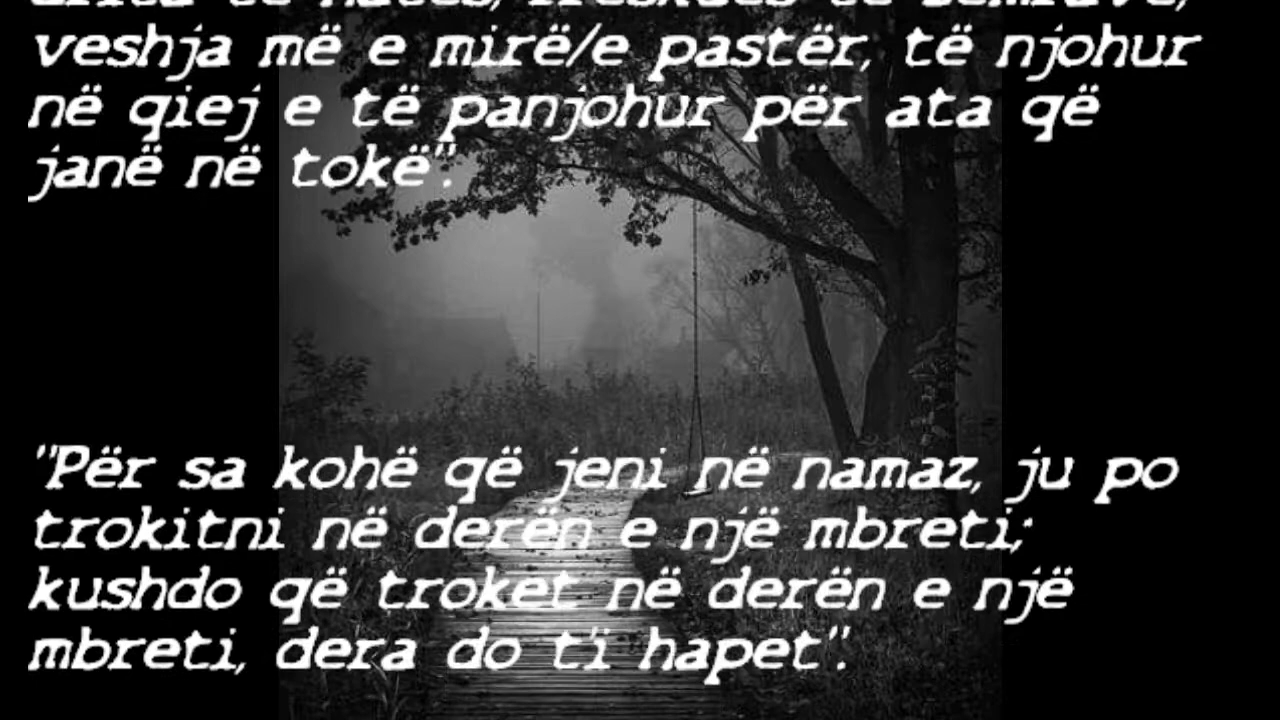 veshja më e mirë/e pastër, të njohur
në qiej e të panjohur për ata që
janë në tokë".
"Për sa kohë që jeni në namaz, ju po
trokitni në derën e një mbreti;
kushdo që troket në derën e një
mbreti, dera do t'i hapet".